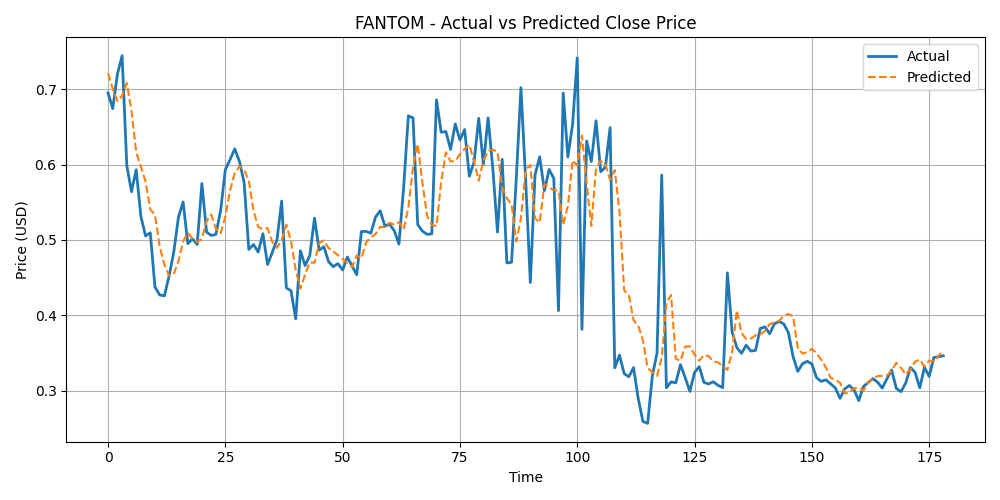 FANTOM - Actual vs Predicted Close Price
Actual
Predicted
Price (USD)
0.7
0.6
0.5
0.4
0.3
0 25 50 75 100 125 150 175
Time